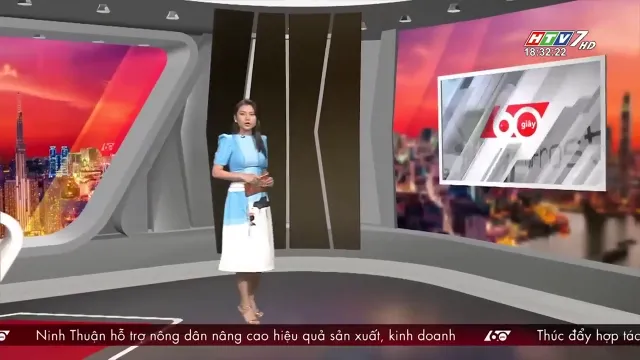 HTV7 HD
18:32:22
60 giây
Ninh Thuận hỗ trợ nông dân nâng cao hiệu quả sản xuất, kinh doanh 60 Thúc đẩy hợp tác